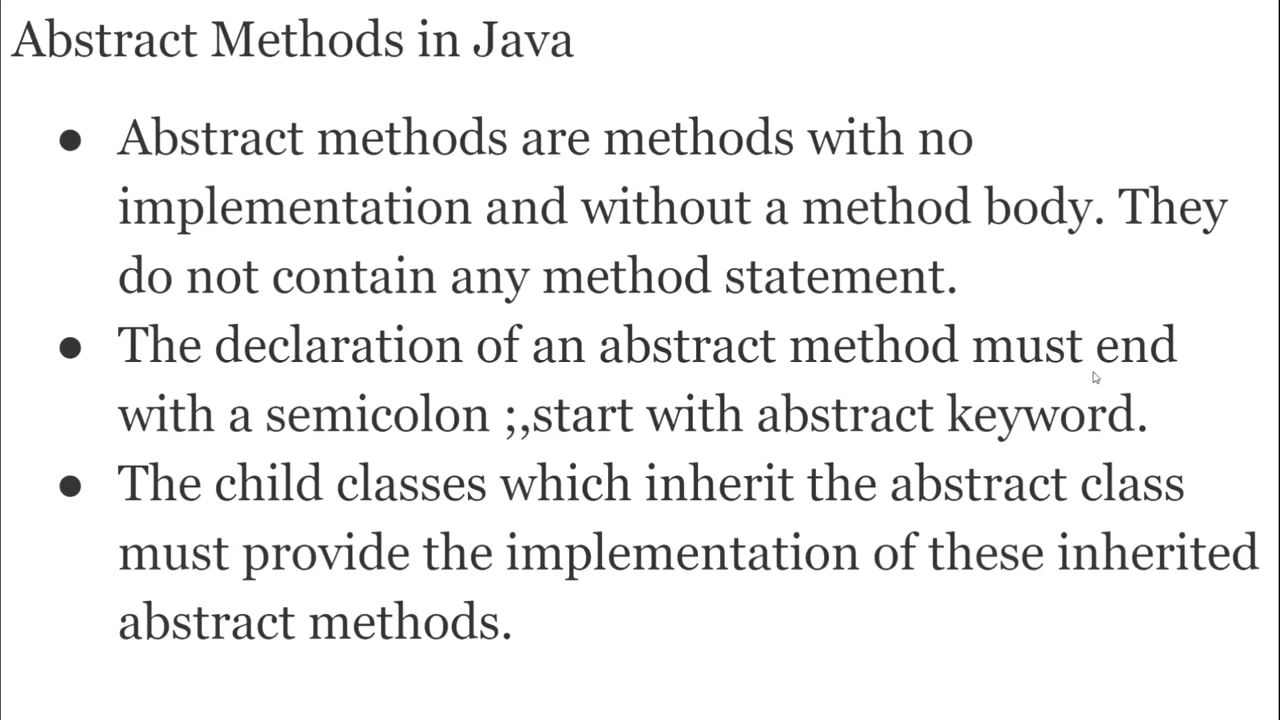 Abstract Methods in Java
● Abstract methods are methods with no
implementation and without a method body. They
do not contain any method statement.
● The declaration of an abstract method must end
with a semicolon ;,start with abstract keyword.
● The child classes which inherit the abstract class
must provide the implementation of these inherited
abstract methods.